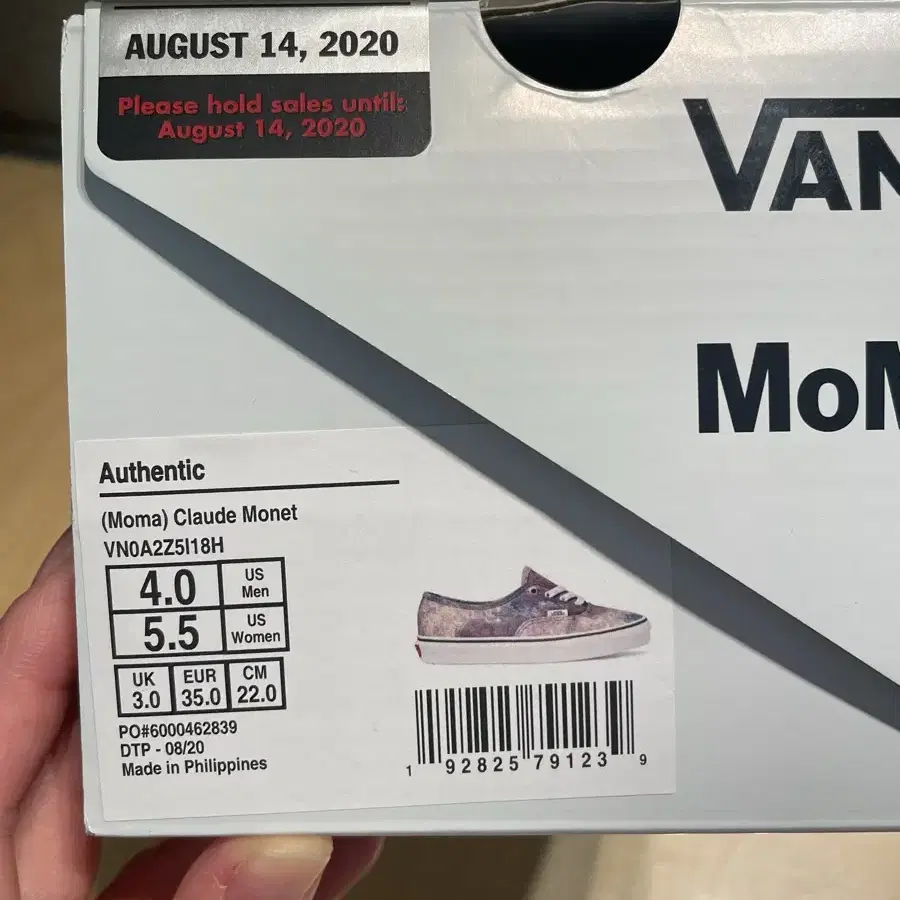 AUGUST 14, 2020
Please hold sales until:
August 14, 2020
VAN
MoM
Authentic
(Moma) Claude Monet
VN0A2Z5I18H
4.0 US Men
5.5 US Women
UK 3.0 EUR 35.0 CM 22.0
PO#6000462839
DTP - 08/20
Made in Philippines
1 92825 79123 9